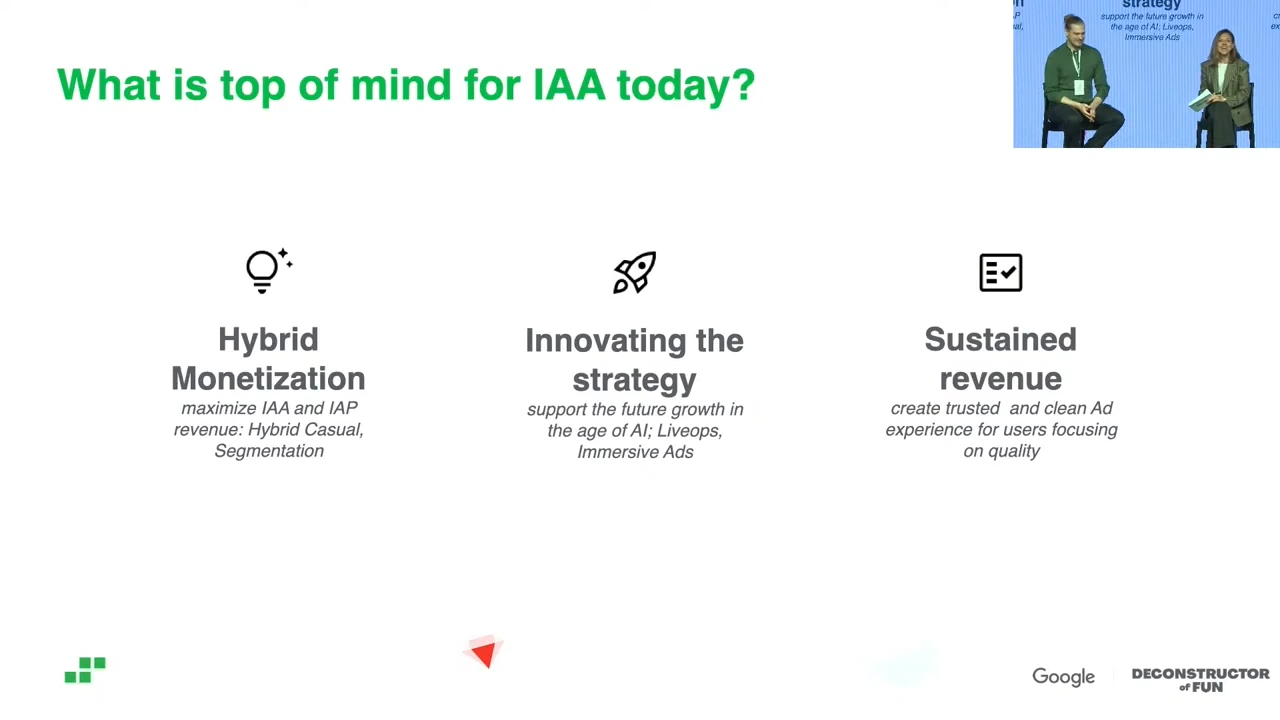 What is top of mind for IAA today?
strategy
support the future growth in
the age of AI; Liveops,
Immersive Ads
Hybrid
Monetization
maximize IAA and IAP
revenue: Hybrid Casual,
Segmentation
Innovating the
strategy
support the future growth in
the age of AI; Liveops,
Immersive Ads
Sustained
revenue
create trusted and clean Ad
experience for users focusing
on quality
Google
DECONSTRUCTOR
of FUN